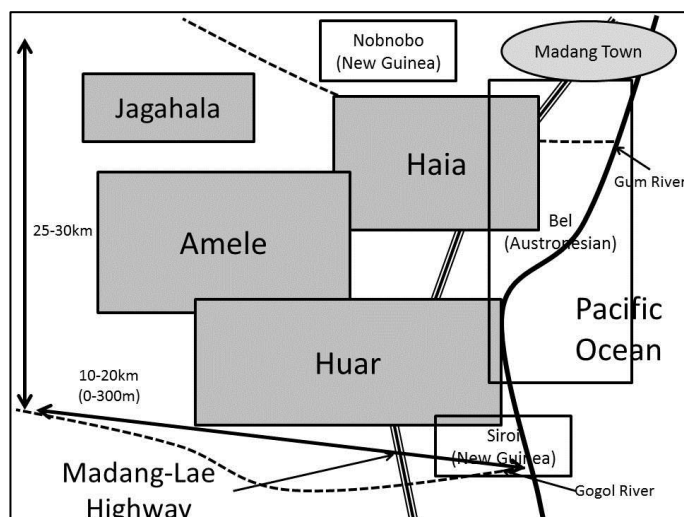 Nobnobo
(New Guinea)
Madang Town
Jagahala
Haia
Gum River
25-30km
Amele
Bel
(Austronesian)
Pacific
Ocean
Huar
10-20km
(0-300m)
Siroi
(New Guinea)
Madang-Lae
Highway
Gogol River